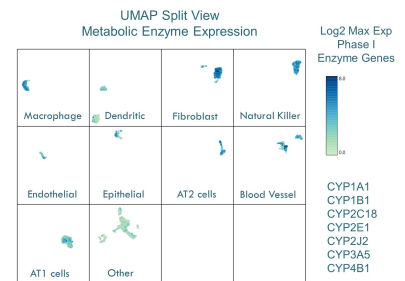 UMAP Split View
Metabolic Enzyme Expression
Log2 Max Exp
Phase I
Enzyme Genes
8.0
0.0
Macrophage
Dendritic
Fibroblast
Natural Killer
Endothelial
Epithelial
AT2 cells
Blood Vessel
AT1 cells
Other
CYP1A1
CYP1B1
CYP2C18
CYP2E1
CYP2J2
CYP3A5
CYP4B1